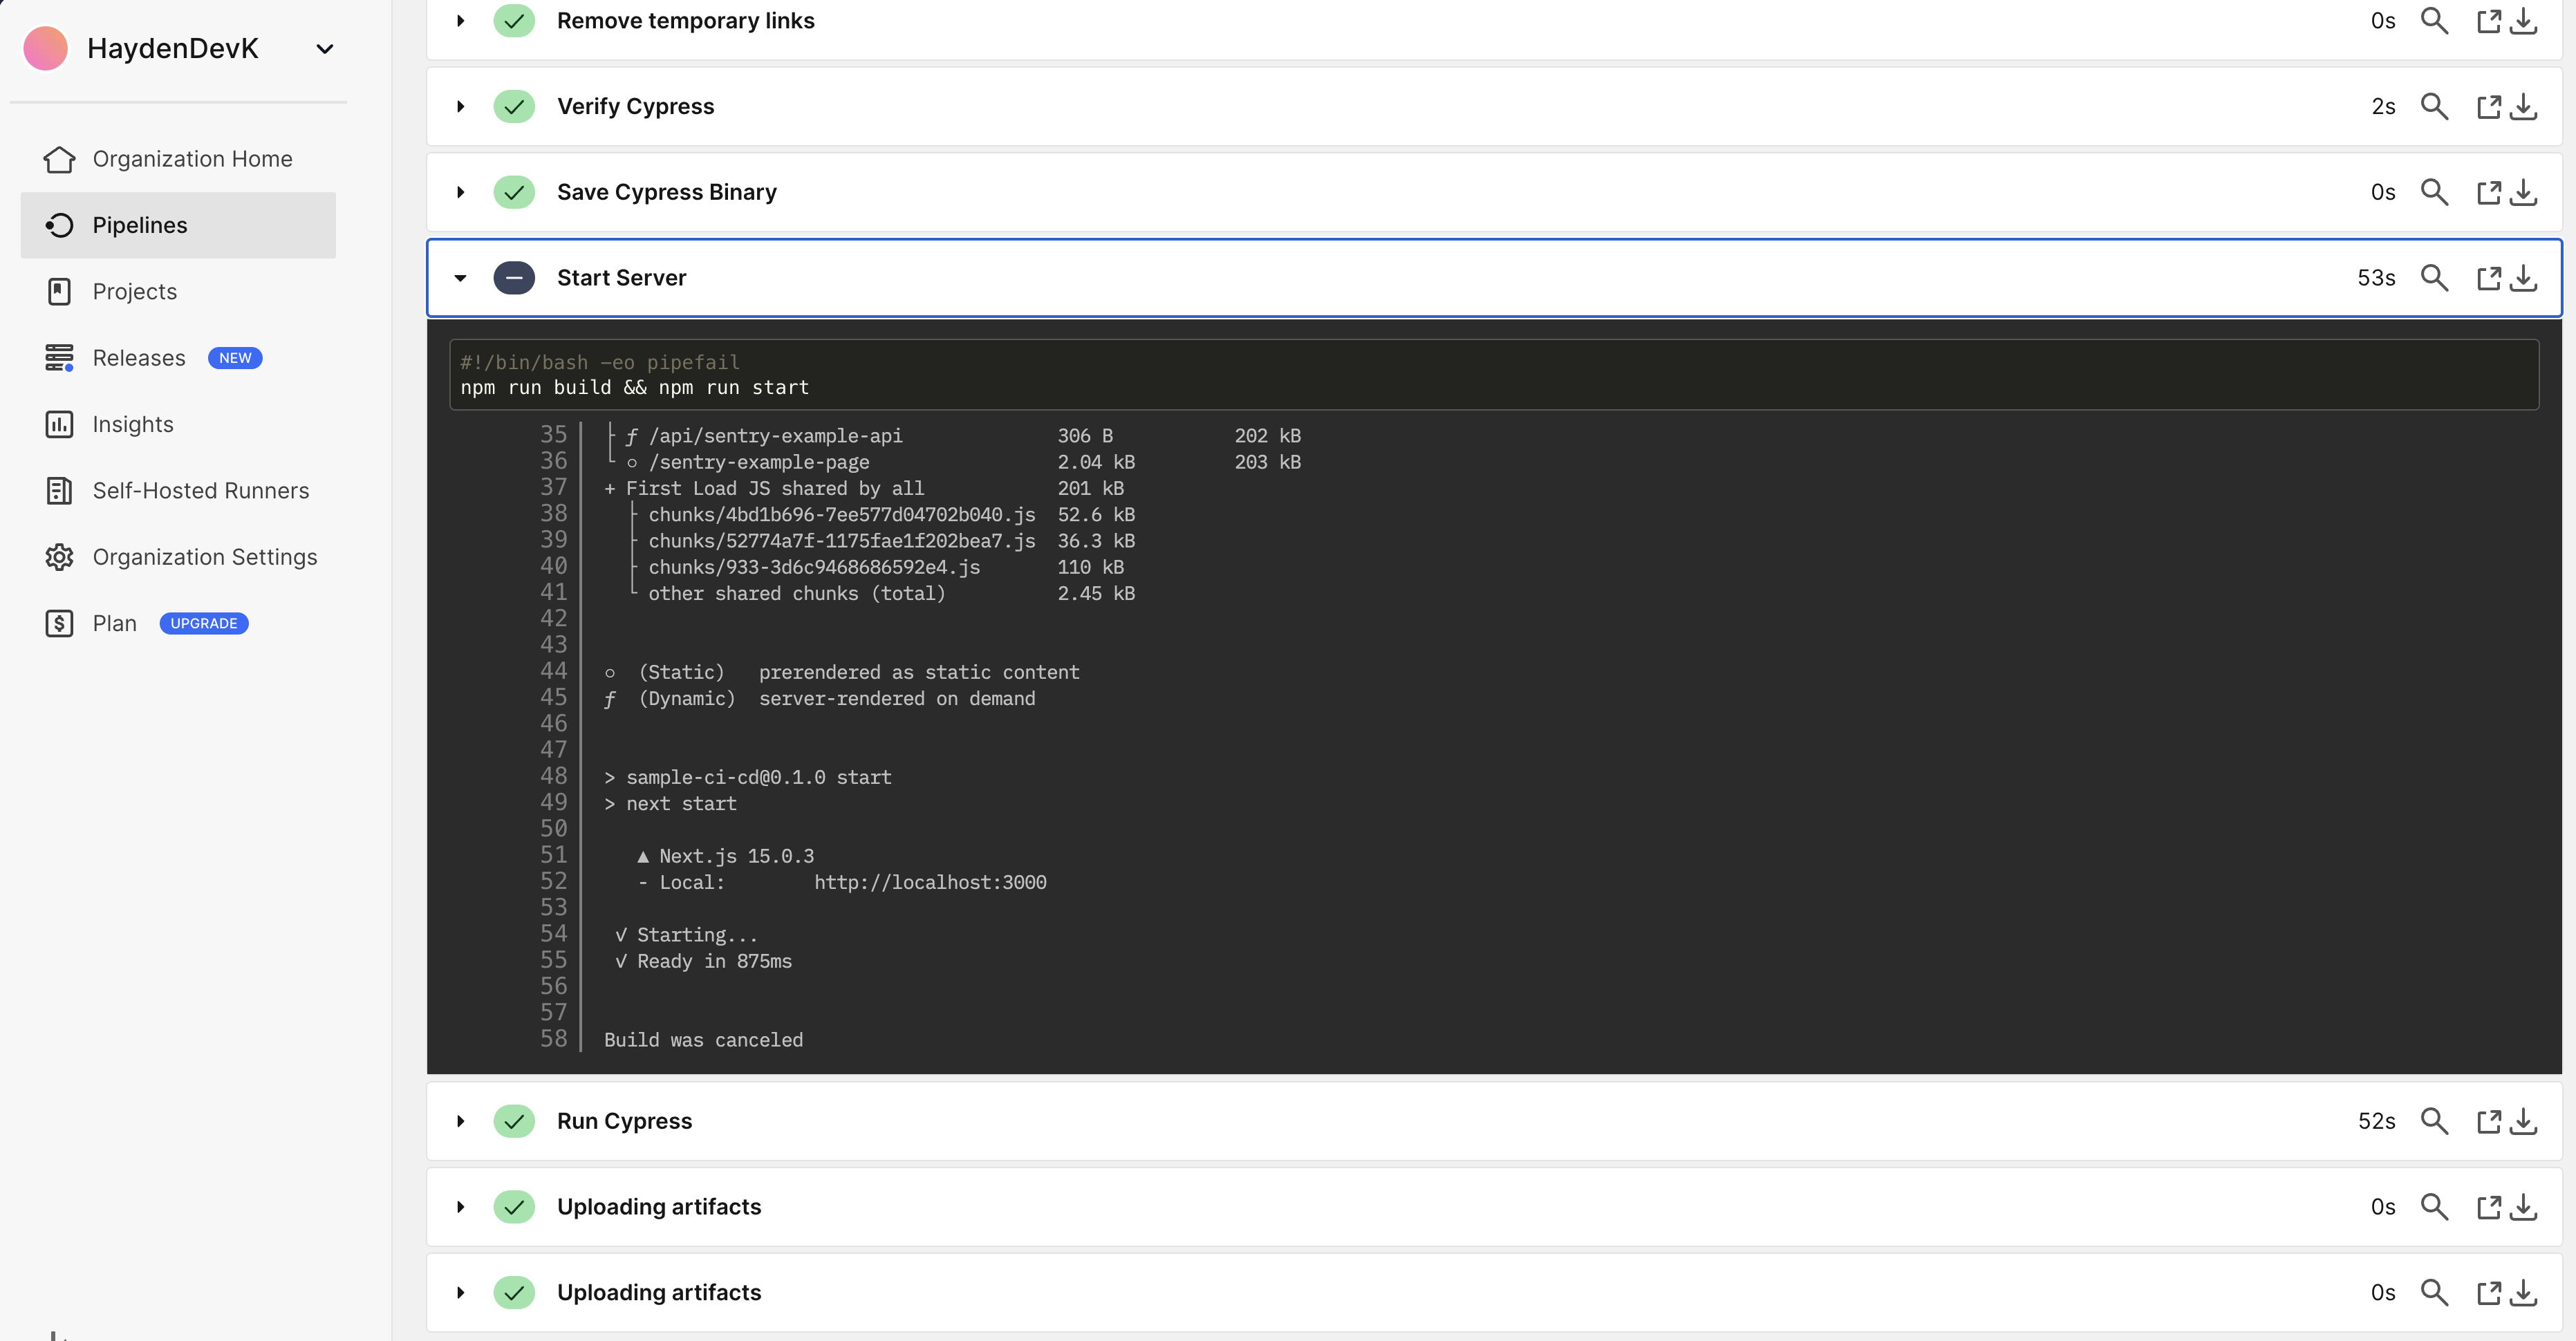 HaydenDevK
Organization Home
Pipelines
Projects
Releases NEW
Insights
Self-Hosted Runners
Organization Settings
Plan UPGRADE
Remove temporary links 0s
Verify Cypress 2s
Save Cypress Binary 0s
Start Server 53s
#!/bin/bash -eo pipefail
npm run build && npm run start
35 ├ ƒ /api/sentry-example-api 306 B 202 kB
36 └ ○ /sentry-example-page 2.04 kB 203 kB
37 + First Load JS shared by all 201 kB
38 ├ chunks/4bd1b696-7ee577d04702b040.js 52.6 kB
39 ├ chunks/52774a7f-1175fae1f202bea7.js 36.3 kB
40 ├ chunks/933-3d6c9468686592e4.js 110 kB
41 └ other shared chunks (total) 2.45 kB
42
43
44 ○ (Static) prerendered as static content
45 ƒ (Dynamic) server-rendered on demand
46
47
48 > sample-ci-cd@0.1.0 start
49 > next start
50
51 ▲ Next.js 15.0.3
52 - Local: http://localhost:3000
53
54 ✓ Starting...
55 ✓ Ready in 875ms
56
57
58 Build was canceled
Run Cypress 52s
Uploading artifacts 0s
Uploading artifacts 0s